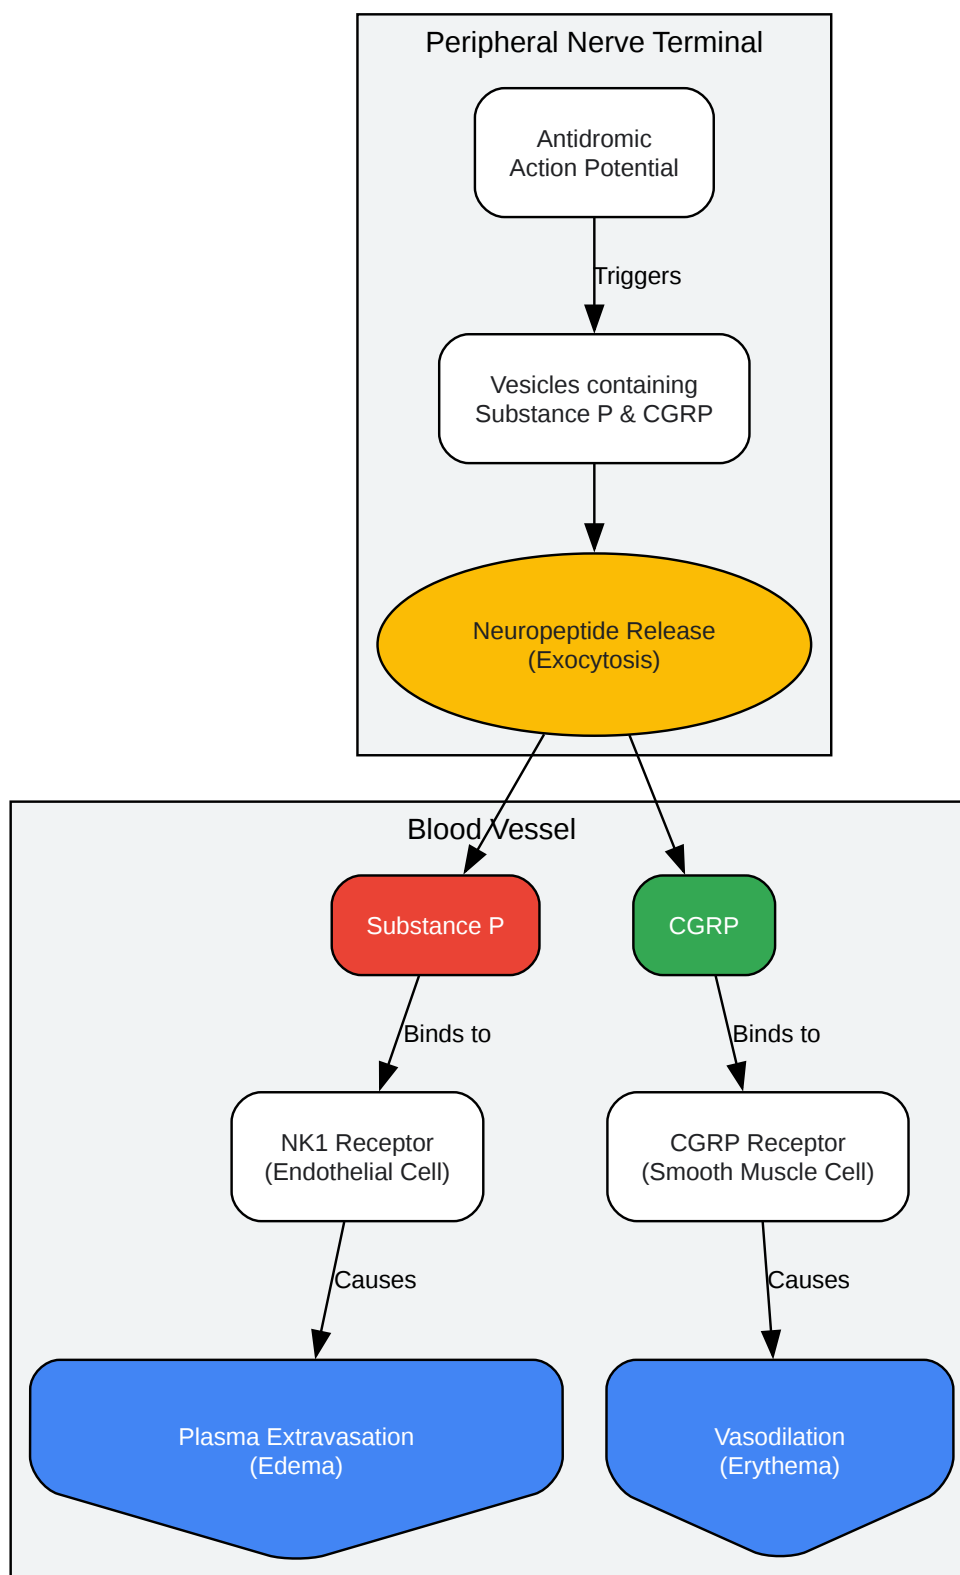 Peripheral Nerve Terminal
Antidromic
Action Potential
Triggers
Vesicles containing
Substance P & CGRP
Neuropeptide Release
(Exocytosis)
Blood Vessel
Substance P
CGRP
Binds to
Binds to
NK1 Receptor
(Endothelial Cell)
CGRP Receptor
(Smooth Muscle Cell)
Causes
Causes
Plasma Extravasation
(Edema)
Vasodilation
(Erythema)